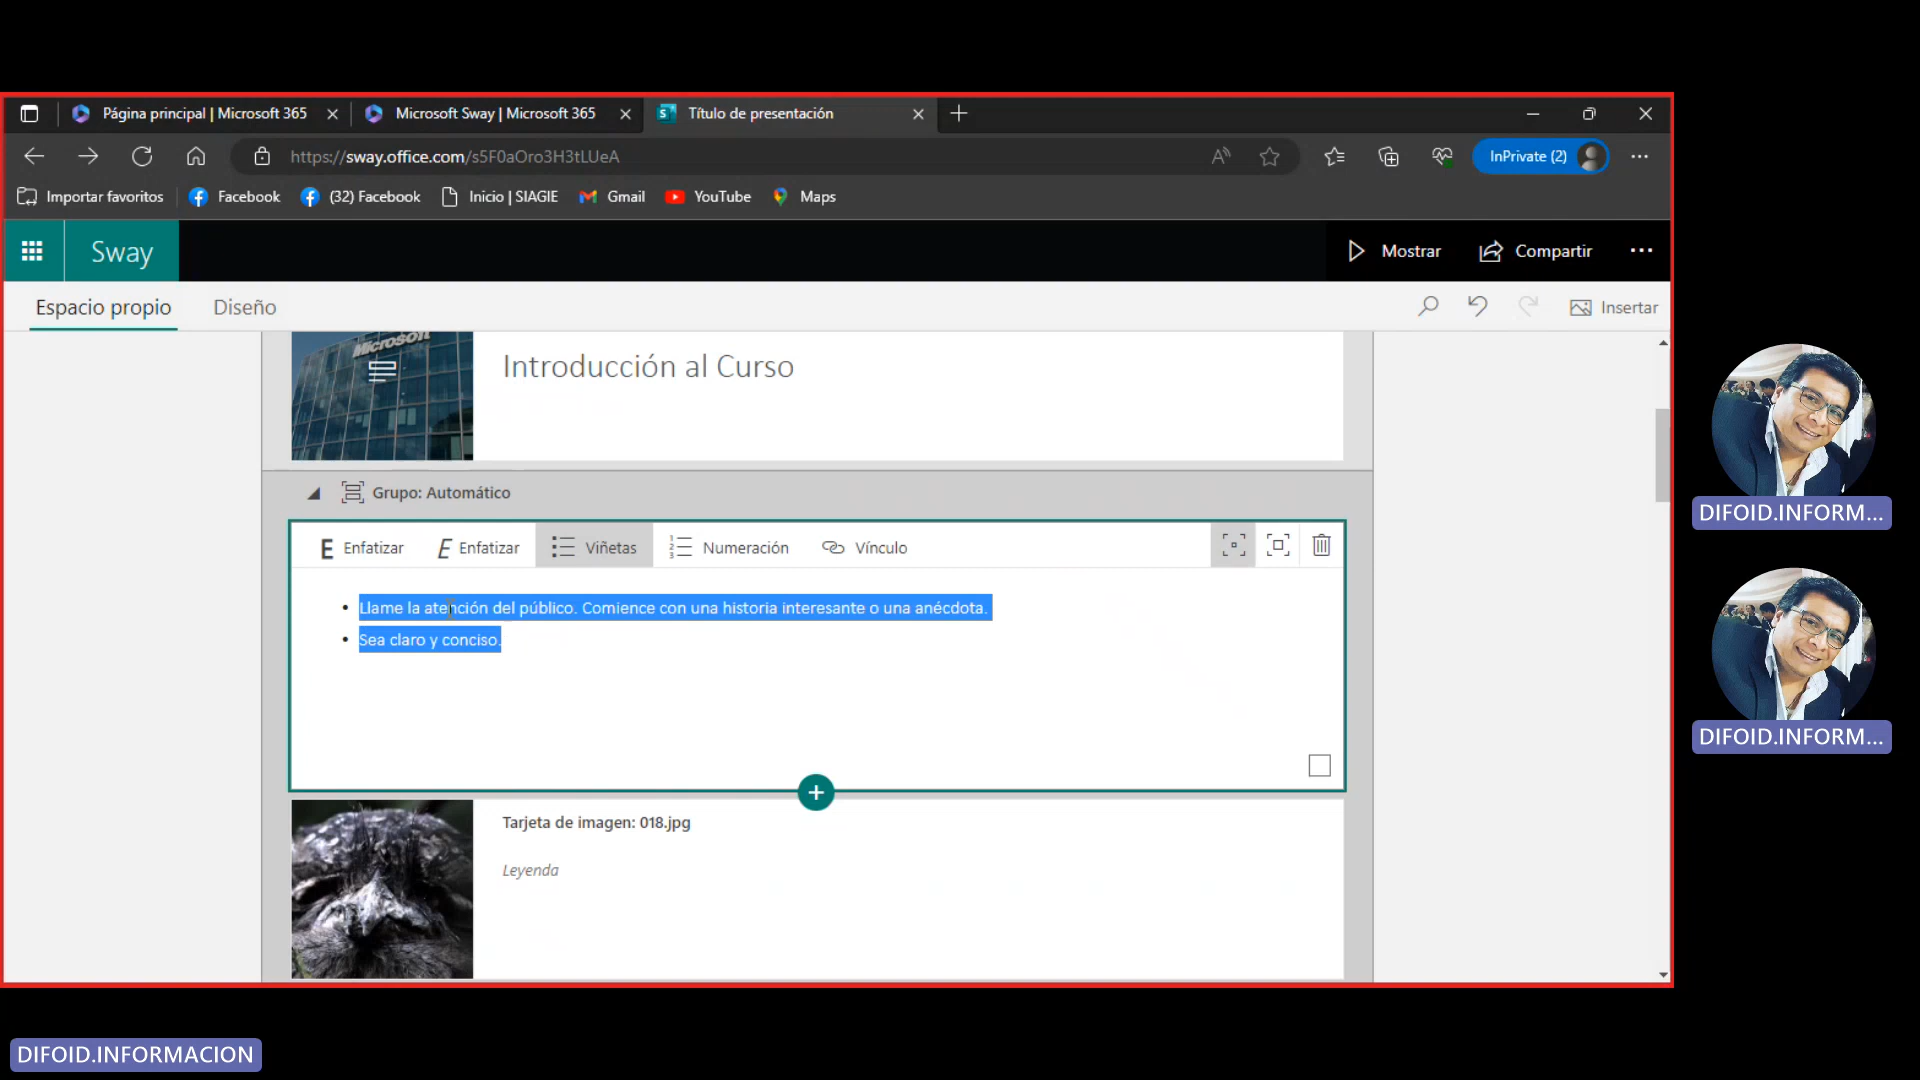 Página principal | Microsoft 365
Microsoft Sway | Microsoft 365
S
Título de presentación
https://sway.office.com/s5F0aOro3H3tLUeA
InPrivate (2)
Importar favoritos
Facebook
(32) Facebook
Inicio | SIAGIE
Gmail
YouTube
Maps
Sway
Mostrar
Compartir
Espacio propio
Diseño
Insertar
Microsoft
Introducción al Curso
Grupo: Automático
E Enfatizar
E Enfatizar
Viñetas
Numeración
Vínculo
• Llame la atención del público. Comience con una historia interesante o una anécdota.
• Sea claro y conciso.
Tarjeta de imagen: 018.jpg
Leyenda
DIFOID.INFORM...
DIFOID.INFORM...
DIFOID.INFORMACION